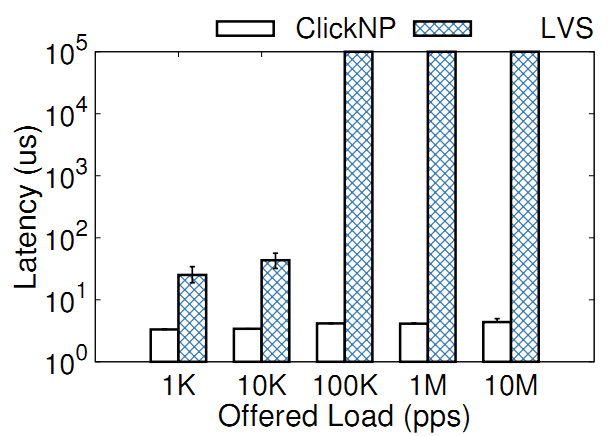 ClickNP LVS
Latency (us)
10^5
10^4
10^3
10^2
10^1
10^0
1K 10K 100K 1M 10M
Offered Load (pps)